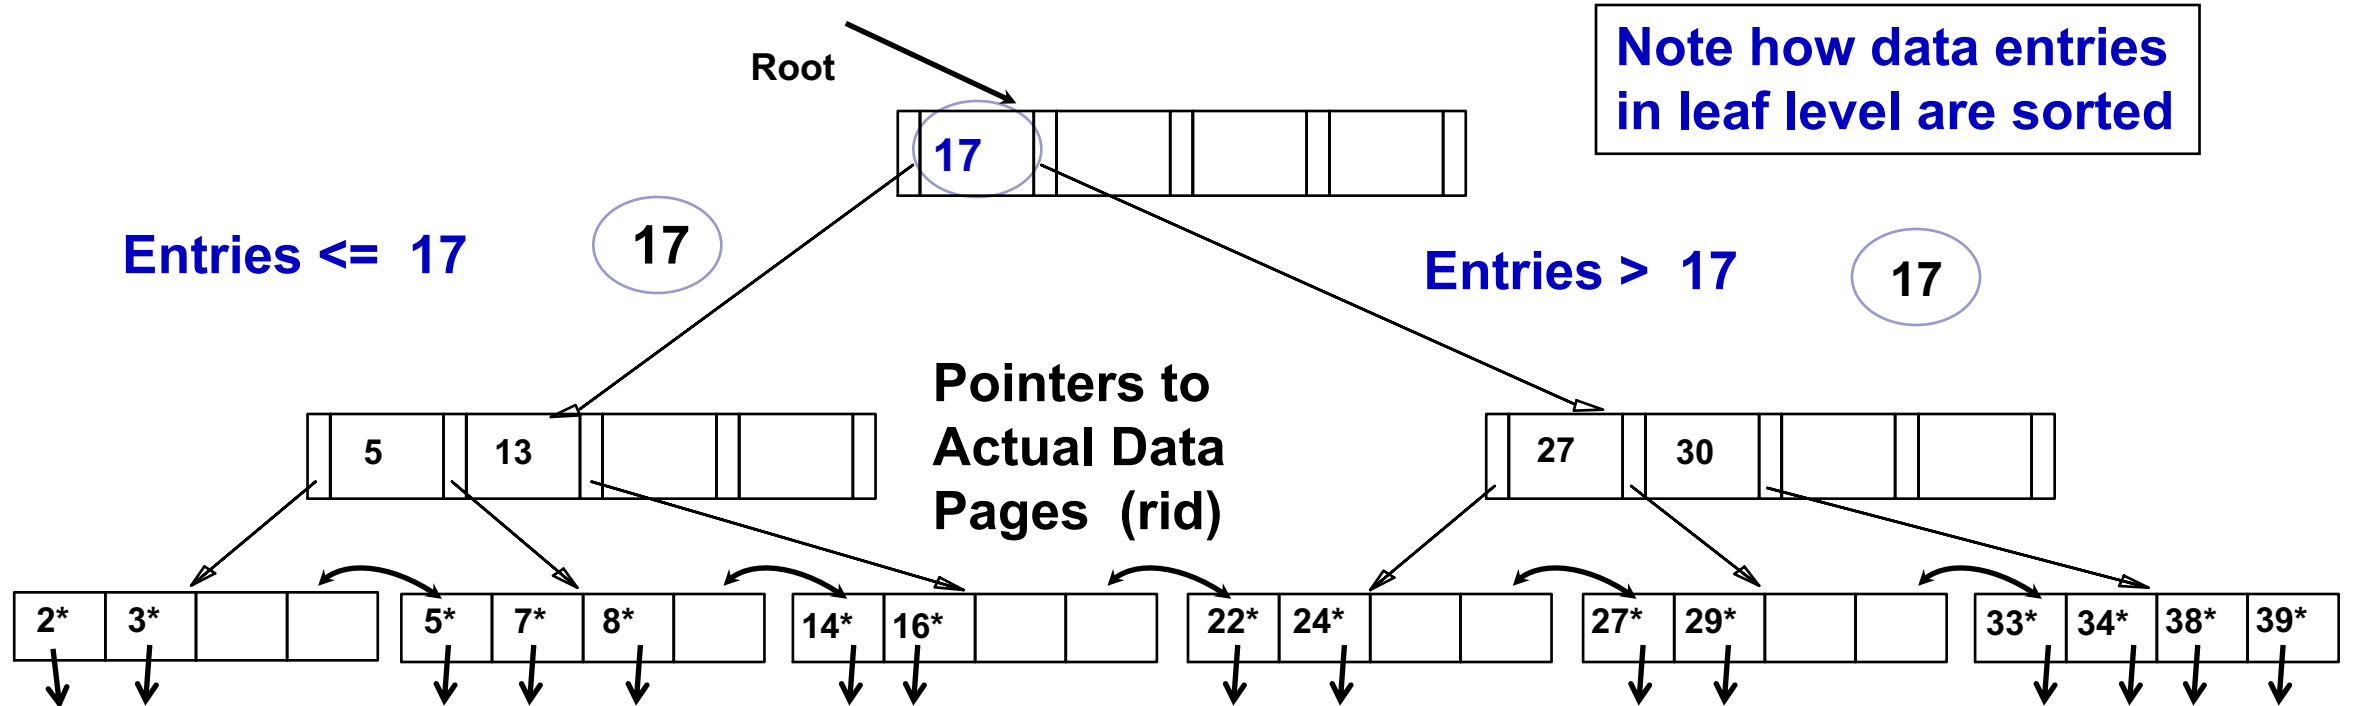 Root
Note how data entries
in leaf level are sorted
17
Entries <= 17
17
Entries > 17
17
Pointers to
Actual Data
Pages (rid)
5 13
27 30
2* 3*
5* 7* 8*
14* 16*
22* 24*
27* 29*
33* 34* 38* 39*